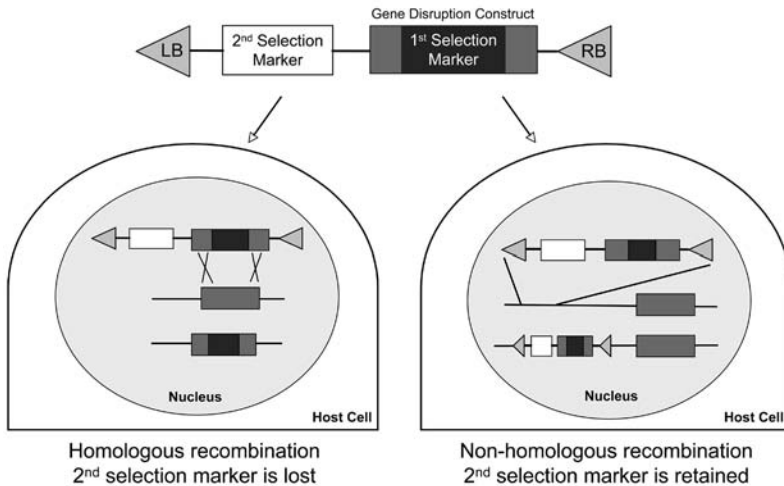 Gene Disruption Construct
LB
2nd Selection
Marker
1st Selection
Marker
RB
Nucleus
Host Cell
Homologous recombination
2nd selection marker is lost
Nucleus
Host Cell
Non-homologous recombination
2nd selection marker is retained